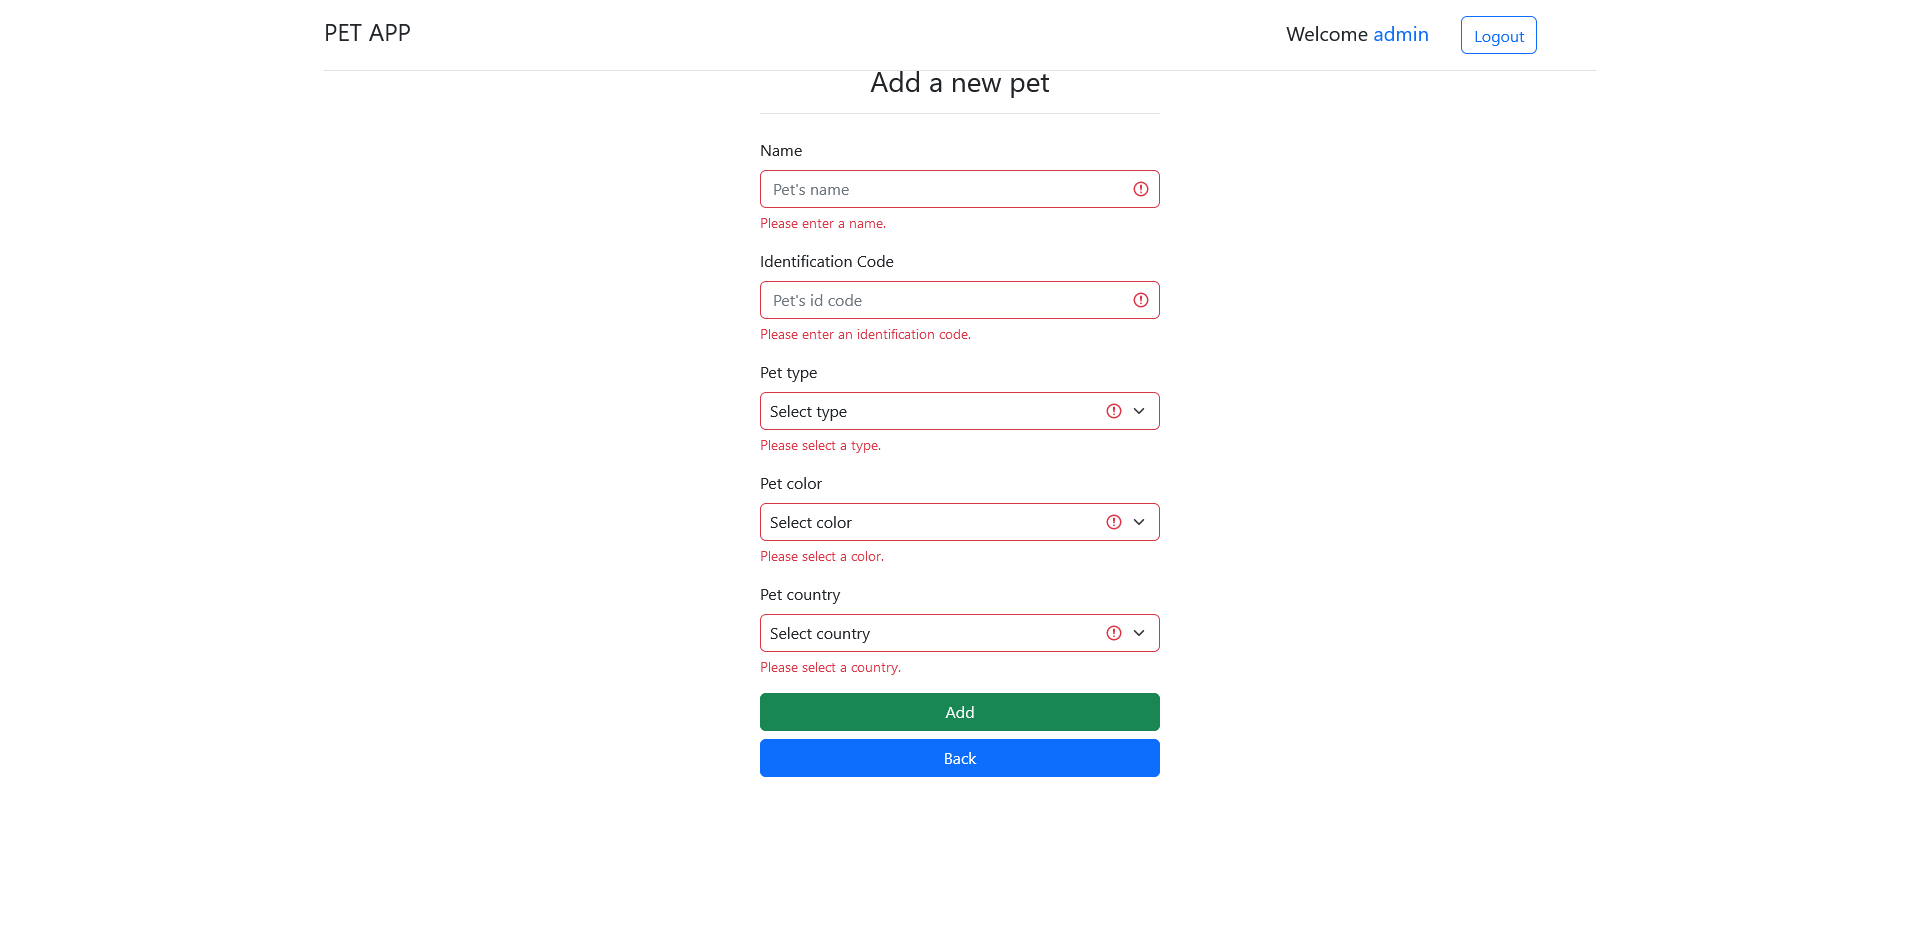 PET APP
Welcome admin
Logout
Add a new pet
Name
Pet's name
Please enter a name.
Identification Code
Pet's id code
Please enter an identification code.
Pet type
Select type
Please select a type.
Pet color
Select color
Please select a color.
Pet country
Select country
Please select a country.
Add
Back